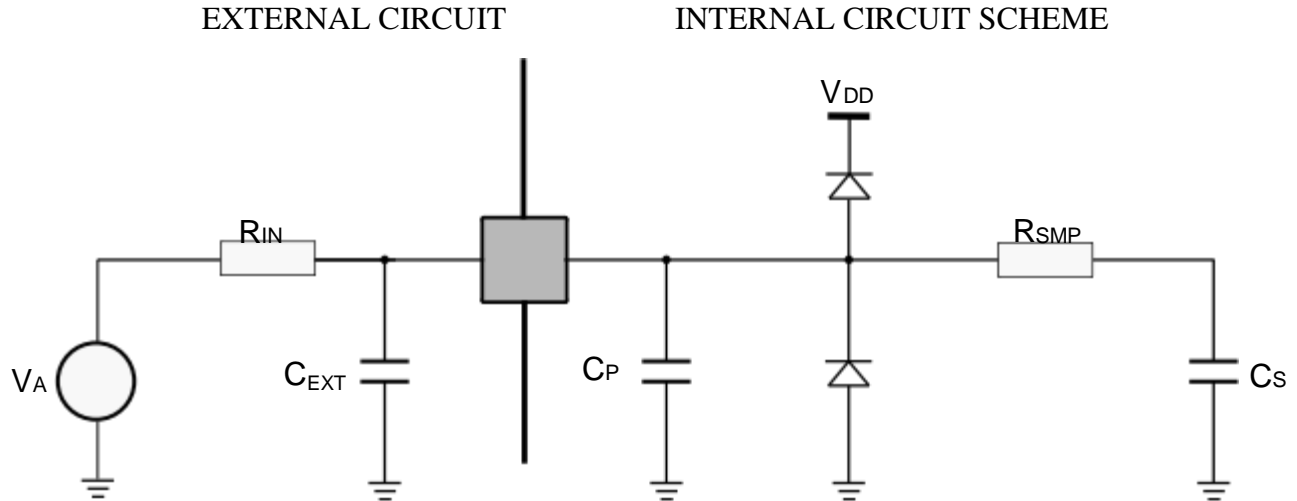 EXTERNAL CIRCUIT
INTERNAL CIRCUIT SCHEME
VDD
RIN
RSMP
VA
CEXT
CP
CS